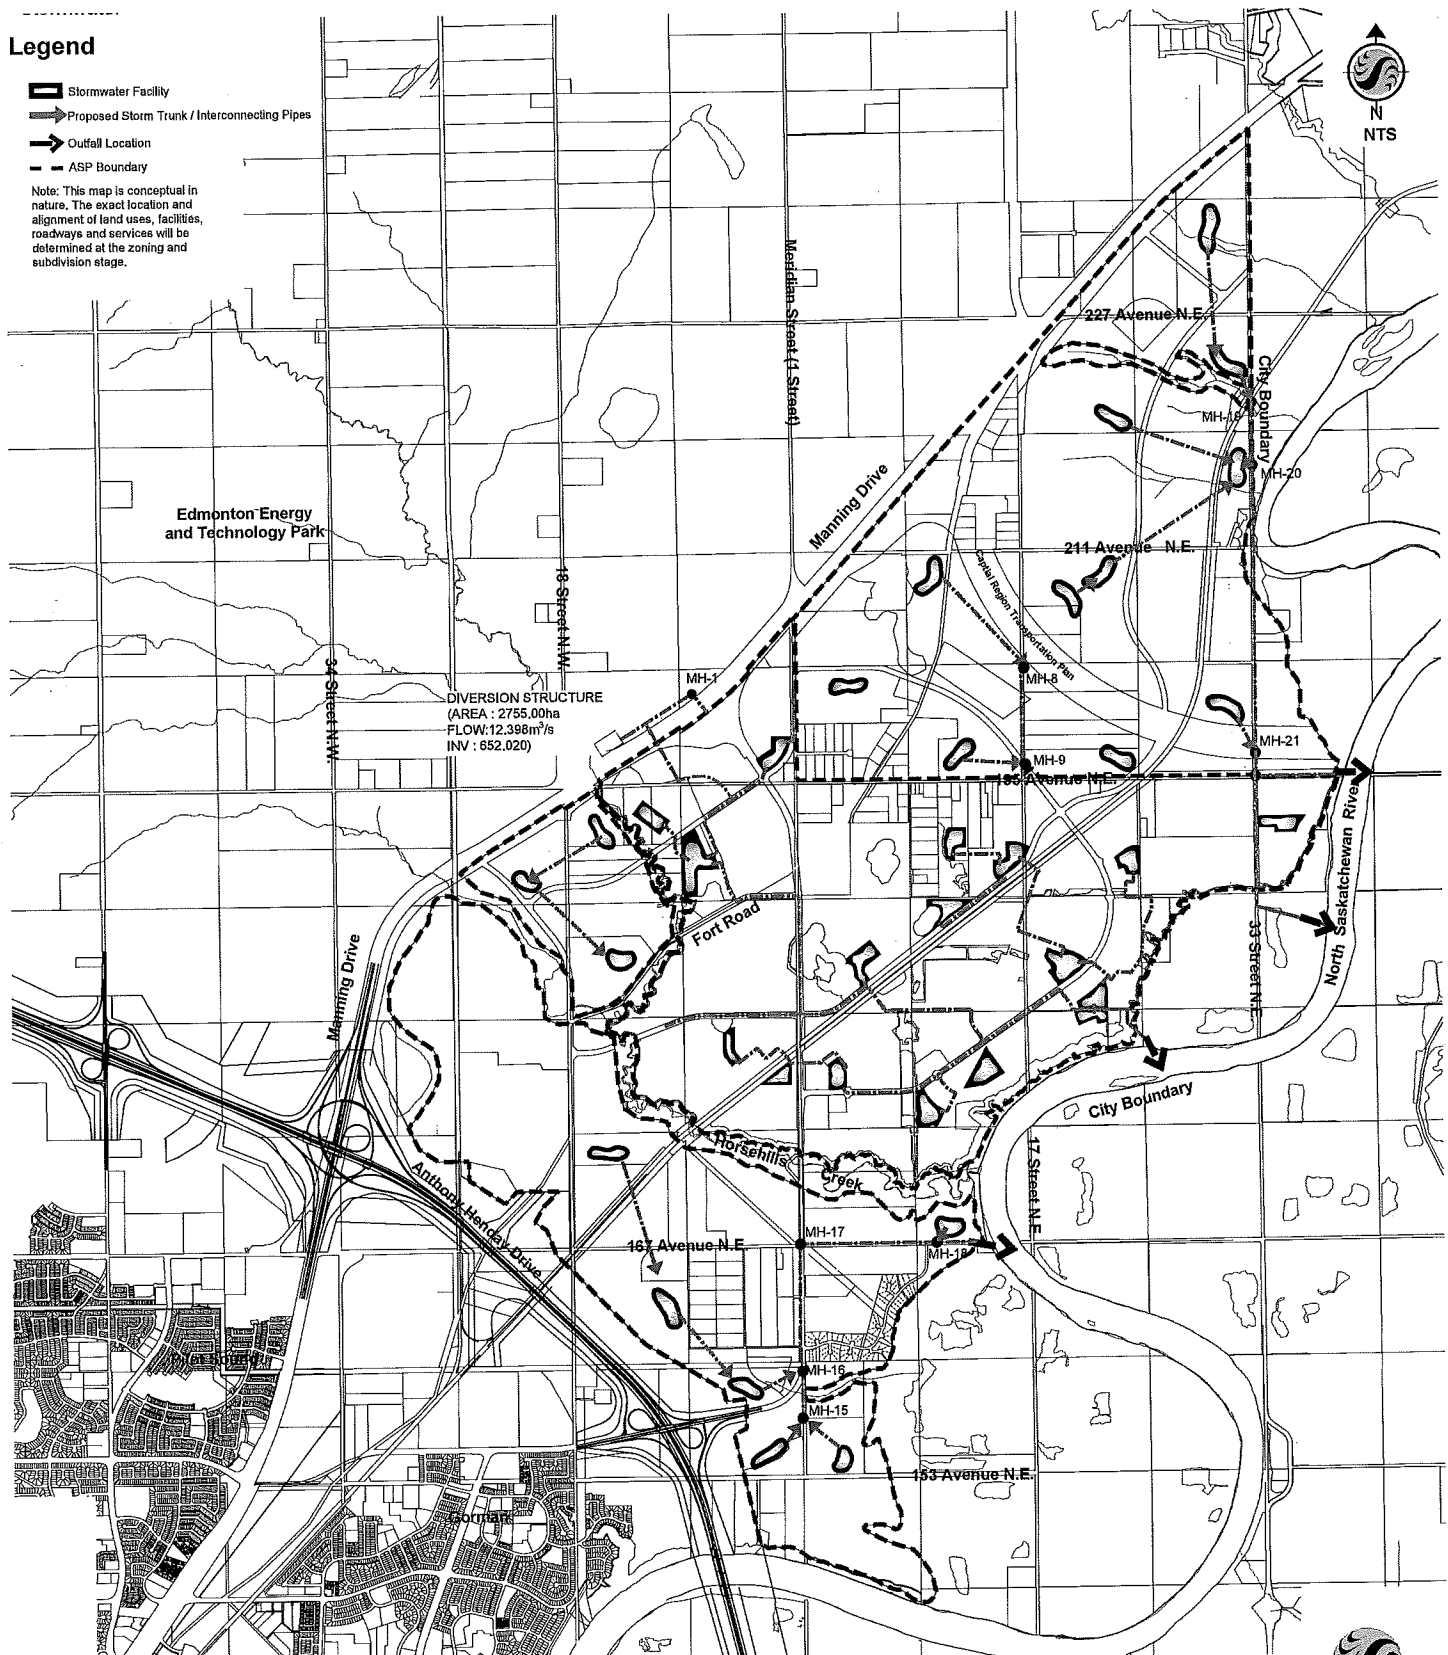 Legend
Stormwater Facility
Proposed Storm Trunk / Interconnecting Pipes
Outfall Location
ASP Boundary
Note: This map is conceptual in
nature. The exact location and
alignment of land uses, facilities,
roadways and services will be
determined at the zoning and
subdivision stage.
N
NTS
Meridian Street (1 Street)
227 Avenue N.E.
City Boundary
MH-19
MH-20
Manning Drive
Edmonton Energy
and Technology Park
211 Avenue N.E.
Captial Region Transportation Plan
18 Street N.W.
34 Street N.W.
MH-1
MH-8
DIVERSION STRUCTURE
(AREA : 2755.00ha
FLOW:12.398m³/s
INV : 652.020)
MH-21
MH-9
195 Avenue N.E.
North Saskatchewan River
Fort Road
33 Street N.E.
Manning Drive
City Boundary
Horsehills
Creek
17 Street N.E.
Anthony Henday Drive
MH-17
167 Avenue N.E.
MH-18
MH-16
MH-15
153 Avenue N.E.
Gorman